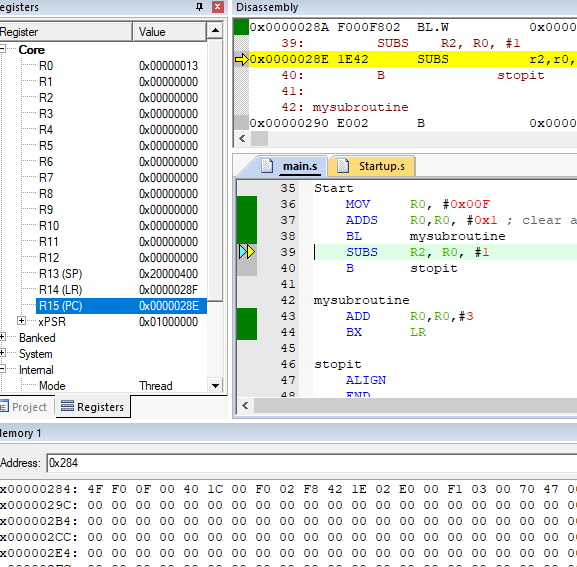 egisters
Register Value
Core
R0 0x00000013
R1 0x00000000
R2 0x00000000
R3 0x00000000
R4 0x00000000
R5 0x00000000
R6 0x00000000
R7 0x00000000
R8 0x00000000
R9 0x00000000
R10 0x00000000
R11 0x00000000
R12 0x00000000
R13 (SP) 0x20000400
R14 (LR) 0x0000028F
R15 (PC) 0x0000028E
xPSR 0x01000000
Banked
System
Internal
Mode Thread
Project Registers
Disassembly
0x0000028A F000F802 BL.W 0x0000
39: SUBS R2, R0, #1
0x0000028E 1E42 SUBS r2,r0,
40: B stopit
41:
42: mysubroutine
0x00000290 E002 B 0x0000
main.s Startup.s
35 Start
36 MOV R0, #0x00F
37 ADDS R0,R0, #0x1 ; clear a
38 BL mysubroutine
39 SUBS R2, R0, #1
40 B stopit
41
42 mysubroutine
43 ADD R0,R0,#3
44 BX LR
45
46 stopit
47 ALIGN
48 END
Memory 1
Address: 0x284
x00000284: 4F F0 0F 00 40 1C 00 F0 02 F8 42 1E 02 E0 00 F1 03 00 70 47 00
x0000029C: 00 00 00 00 00 00 00 00 00 00 00 00 00 00 00 00 00 00 00 00 00
x000002B4: 00 00 00 00 00 00 00 00 00 00 00 00 00 00 00 00 00 00 00 00 00
x000002CC: 00 00 00 00 00 00 00 00 00 00 00 00 00 00 00 00 00 00 00 00 00
x000002E4: 00 00 00 00 00 00 00 00 00 00 00 00 00 00 00 00 00 00 00 00 00